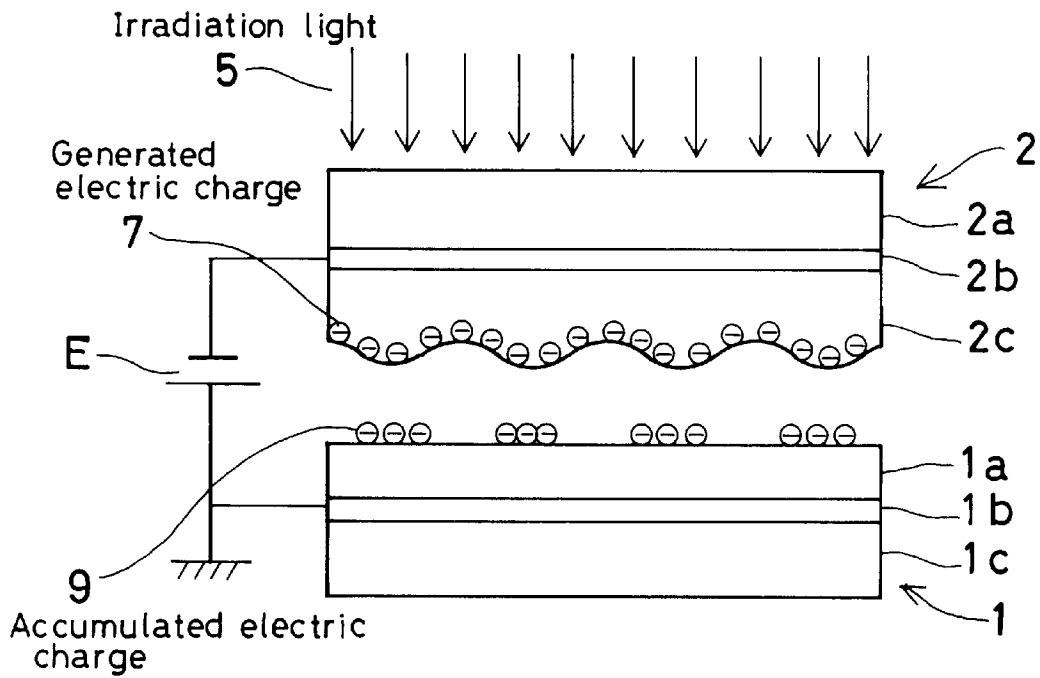 Irradiation light
5
Generated
electric charge
7
2
2a
2b
2c
E
1a
1b
1c
1
9
Accumulated electric
charge